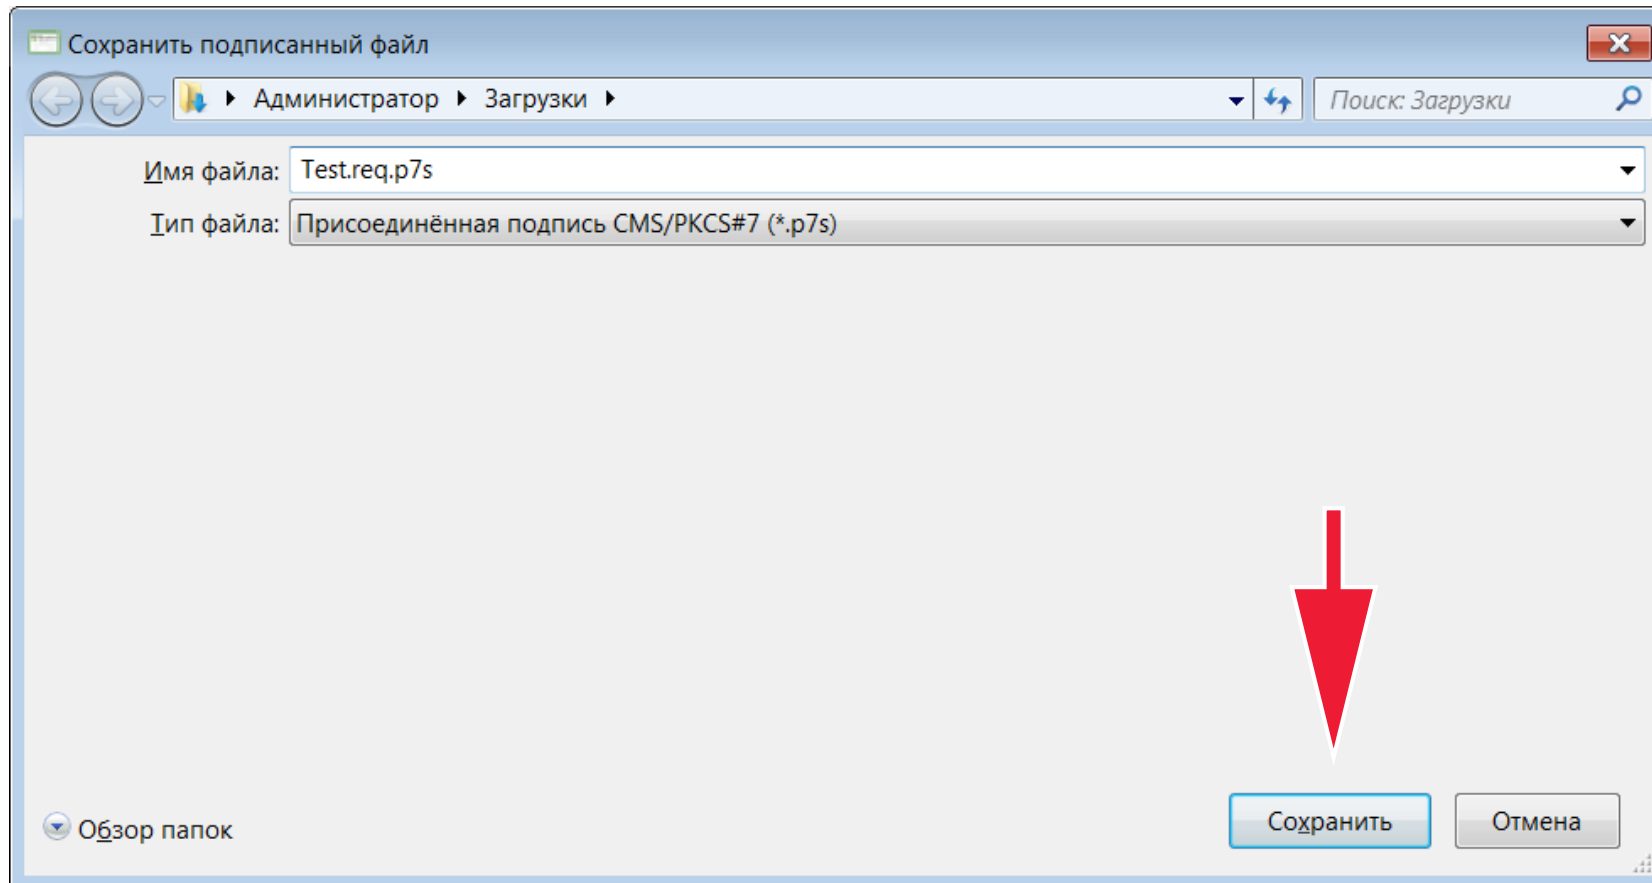 Сохранить подписанный файл
Администратор Загрузки Поиск: Загрузки
Имя файла: Test.req.p7s
Тип файла: Присоединённая подпись CMS/PKCS#7 (*.p7s)
Обзор папок Сохранить Отмена